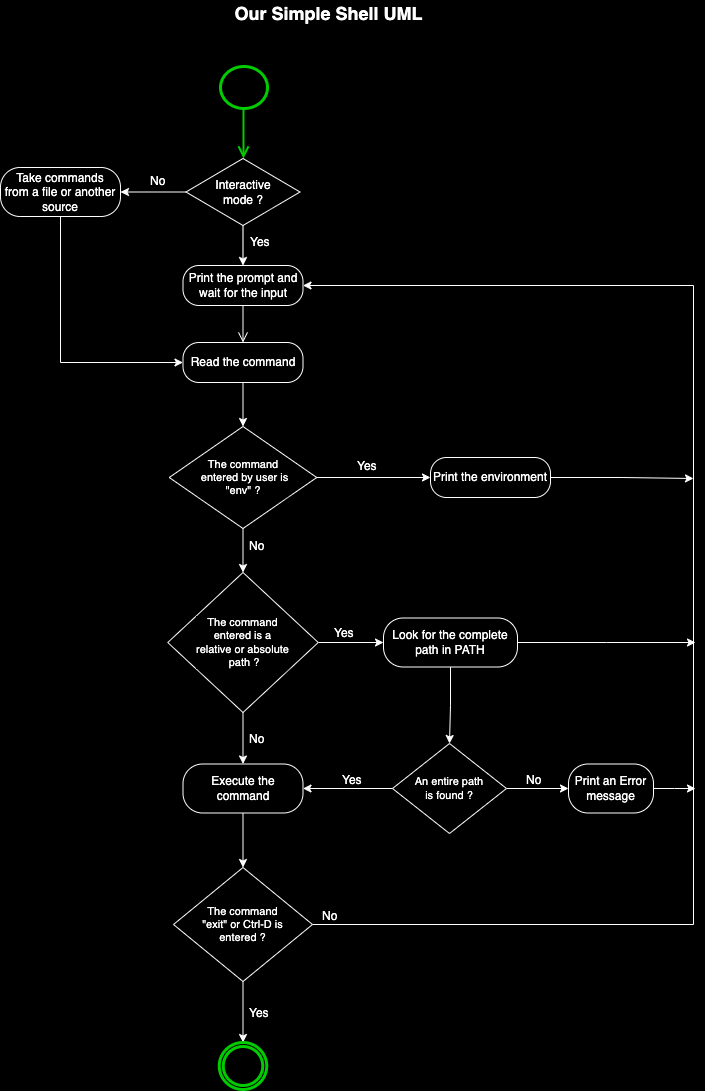 Our Simple Shell UML
Interactive
mode ?
No
Take commands
from a file or another
source
Yes
Print the prompt and
wait for the input
Read the command
The command
entered by user is
"env" ?
Yes
Print the environment
No
The command
entered is a
relative or absolute
path ?
Yes
Look for the complete
path in PATH
No
Execute the
command
Yes
An entire path
is found ?
No
Print an Error
message
The command
"exit" or Ctrl-D is
entered ?
No
Yes